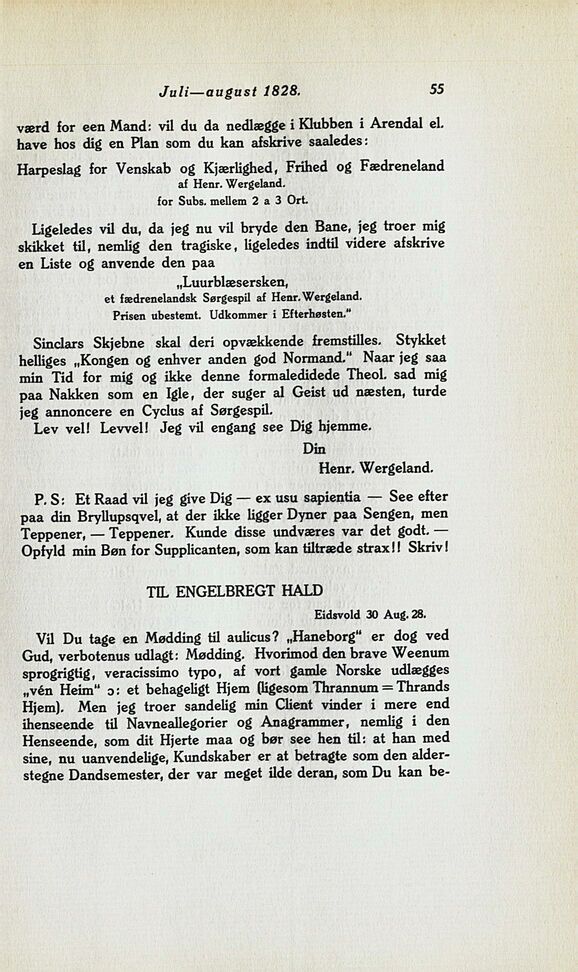 Juli—august 1828. 55
værd for een Mand: vil du da nedlægge i Klubben i Arendal el.
have hos dig en Plan som du kan afskrive saaledes:
Harpeslag for Venskab og Kjærlighed, Frihed og Fædreneland
af Henr. Wergeland.
for Subs. mellem 2 a 3 Ort.
Ligeledes vil du, da jeg nu vil bryde den Bane, jeg troer mig
skikket til, nemlig den tragiske, ligeledes indtil videre afskrive
en Liste og anvende den paa
„Luurblæsersken,
et fædrenelandsk Sørgespil af Henr. Wergeland.
Prisen ubestemt. Udkommer i Efterhøsten.“
Sinclars Skjebne skal deri opvækkende fremstilles. Stykket
helliges „Kongen og enhver anden god Normand.“ Naar jeg saa
min Tid for mig og ikke denne formaledidede Theol. sad mig
paa Nakken som en Igle, der suger al Geist ud næsten, turde
jeg annoncere en Cyclus af Sørgespil.
Lev vel! Levvel! Jeg vil engang see Dig hjemme.
Din
Henr. Wergeland.
P. S: Et Raad vil jeg give Dig — ex usu sapientia — See efter
paa din Bryllupsqvel, at der ikke ligger Dyner paa Sengen, men
Teppener, — Teppener. Kunde disse undværes var det godt. —
Opfyld min Bøn for Supplicanten, som kan tiltræde strax!! Skriv!
TIL ENGELBREGT HALD
Eidsvold 30 Aug. 28.
Vil Du tage en Mødding til aulicus? „Haneborg“ er dog ved
Gud, verbotenus udlagt: Mødding. Hvorimod den brave Weenum
sprogrigtig, veracissimo typo, af vort gamle Norske udlægges
„vén Heim“ ɔ: et behageligt Hjem (ligesom Thrannum = Thrands
Hjem). Men jeg troer sandelig min Client vinder i mere end
ihenseende til Navneallegorier og Anagrammer, nemlig i den
Henseende, som dit Hjerte maa og bør see hen til: at han med
sine, nu uanvendelige, Kundskaber er at betragte som den alder-
stegne Dandsemester, der var meget ilde deran, som Du kan be-